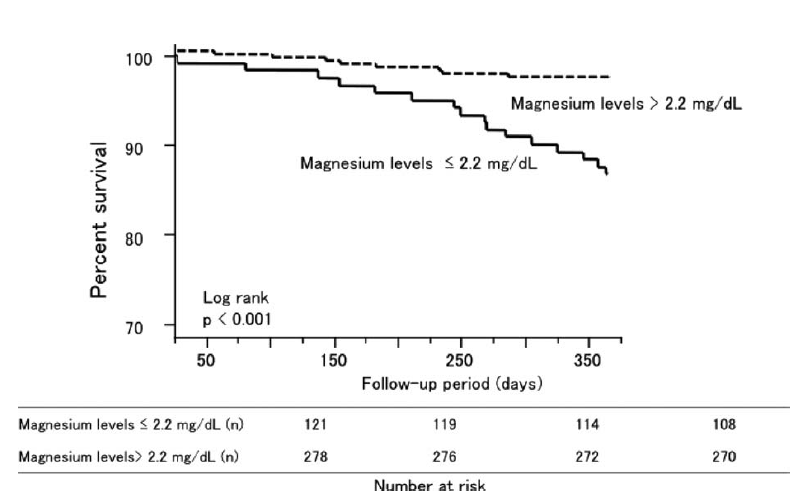 100
Magnesium levels > 2.2 mg/dL
90
Magnesium levels ≤ 2.2 mg/dL
Percent survival
80
Log rank
p < 0.001
70
50 150 250 350
Follow-up period (days)
Magnesium levels ≤ 2.2 mg/dL (n) 121 119 114 108
Magnesium levels> 2.2 mg/dL (n) 278 276 272 270
Number at risk